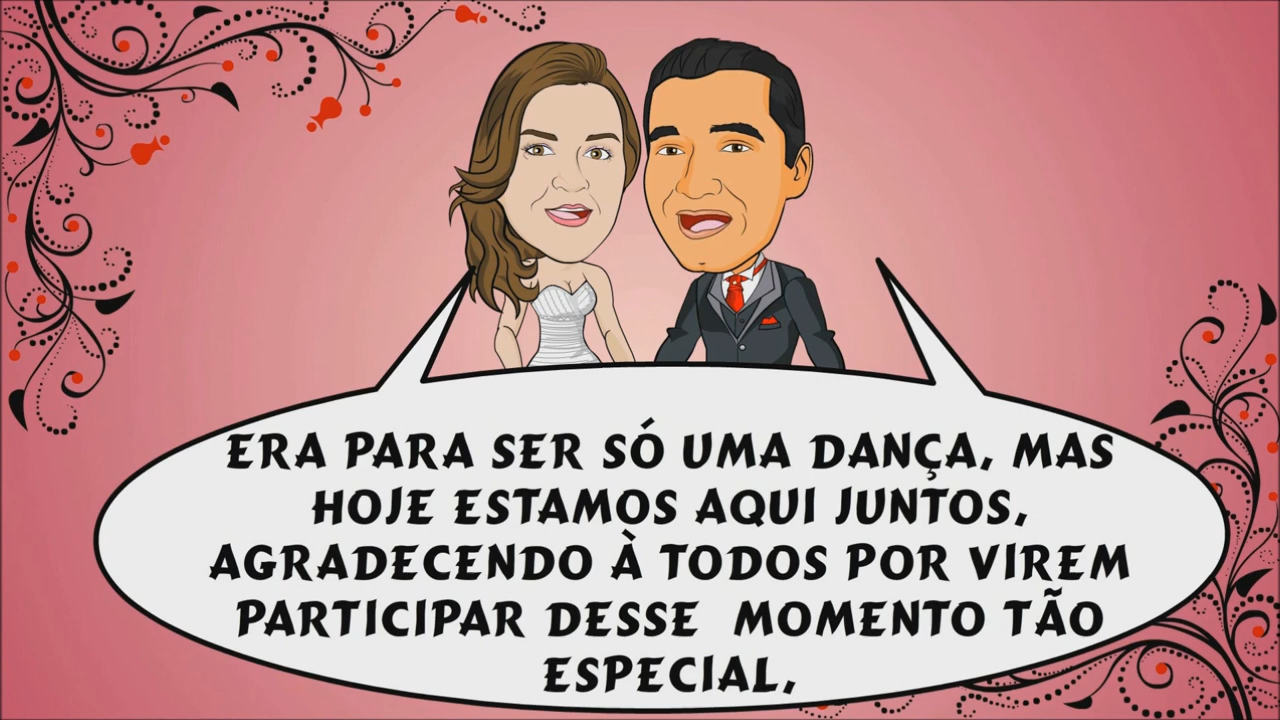 ERA PARA SER SÓ UMA DANÇA, MAS
HOJE ESTAMOS AQUI JUNTOS,
AGRADECENDO À TODOS POR VIREM
PARTICIPAR DESSE MOMENTO TÃO
ESPECIAL,